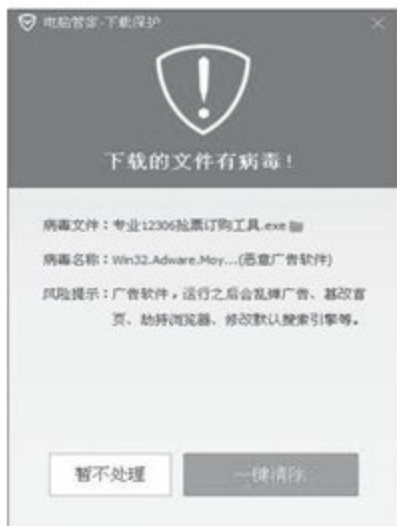 电脑管家-下载保护
下载的文件有病毒！
病毒文件：专业12306抢票订购工具.exe
病毒名称：Win32.Adware.Moy...(恶意广告软件)
风险提示：广告软件，运行之后会乱弹广告、篡改首
页、劫持浏览器、修改默认搜索引擎等。
暂不处理
一键清除